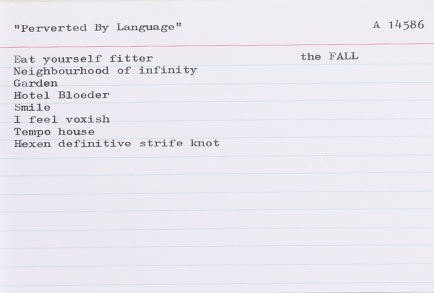 "Perverted By Language" A 14586
Eat yourself fitter the FALL
Neighbourhood of infinity
Garden
Hotel Bloeder
Smile
I feel voxish
Tempo house
Hexen definitive strife knot